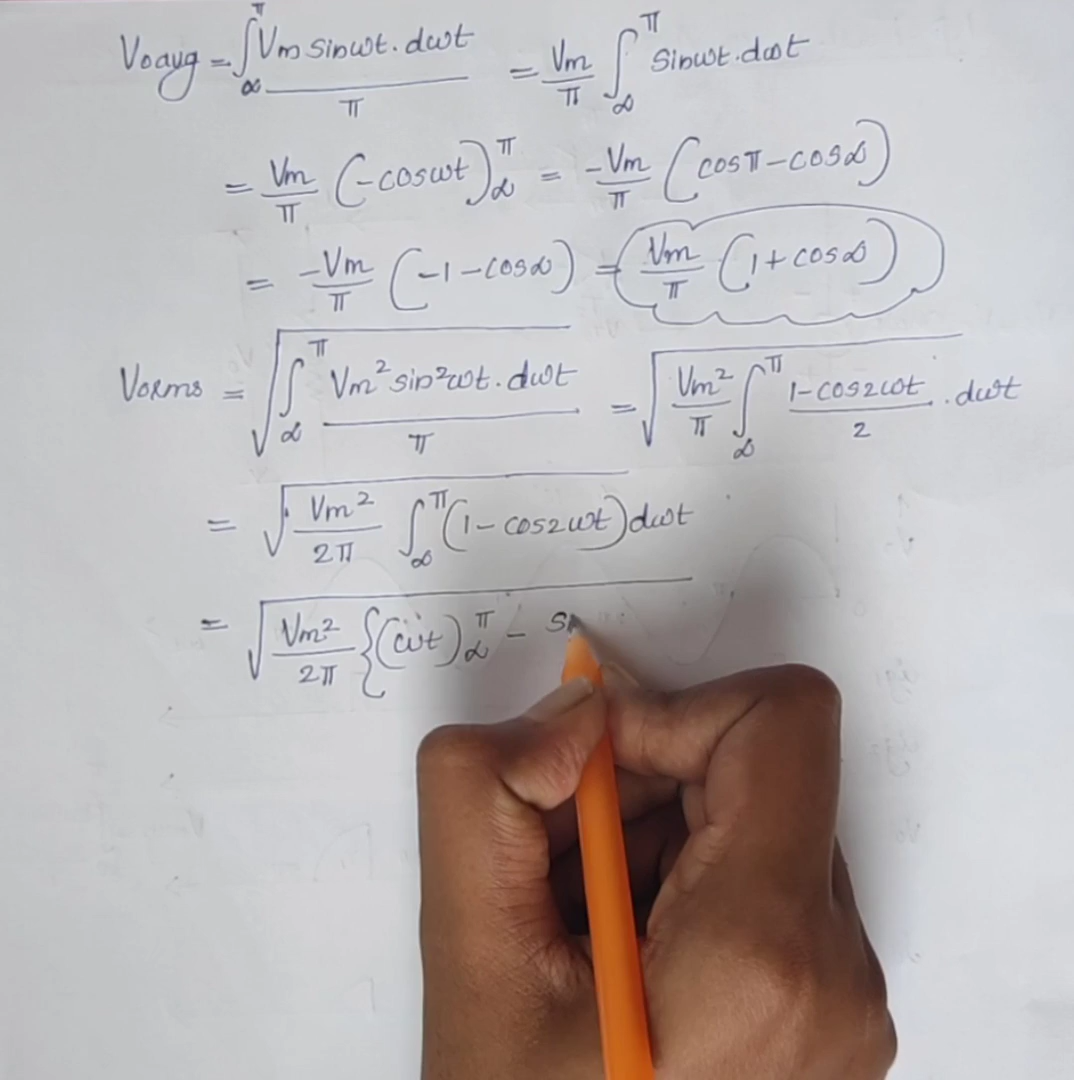 Voavg = ∫_α^π Vm sinωt . dωt / π = Vm/π ∫_α^π sinωt . dωt
= Vm/π (-cosωt)_α^π = -Vm/π (cosπ - cosα)
= -Vm/π (-1 - cosα) = Vm/π (1 + cosα)
Vorms = √(∫_α^π Vm² sin²ωt . dωt / π) = √(Vm²/π ∫_α^π (1-cos2ωt)/2 . dωt)
= √(Vm²/2π ∫_α^π (1 - cos2ωt) dωt)
= √(Vm²/2π {(ωt)_α^π - s